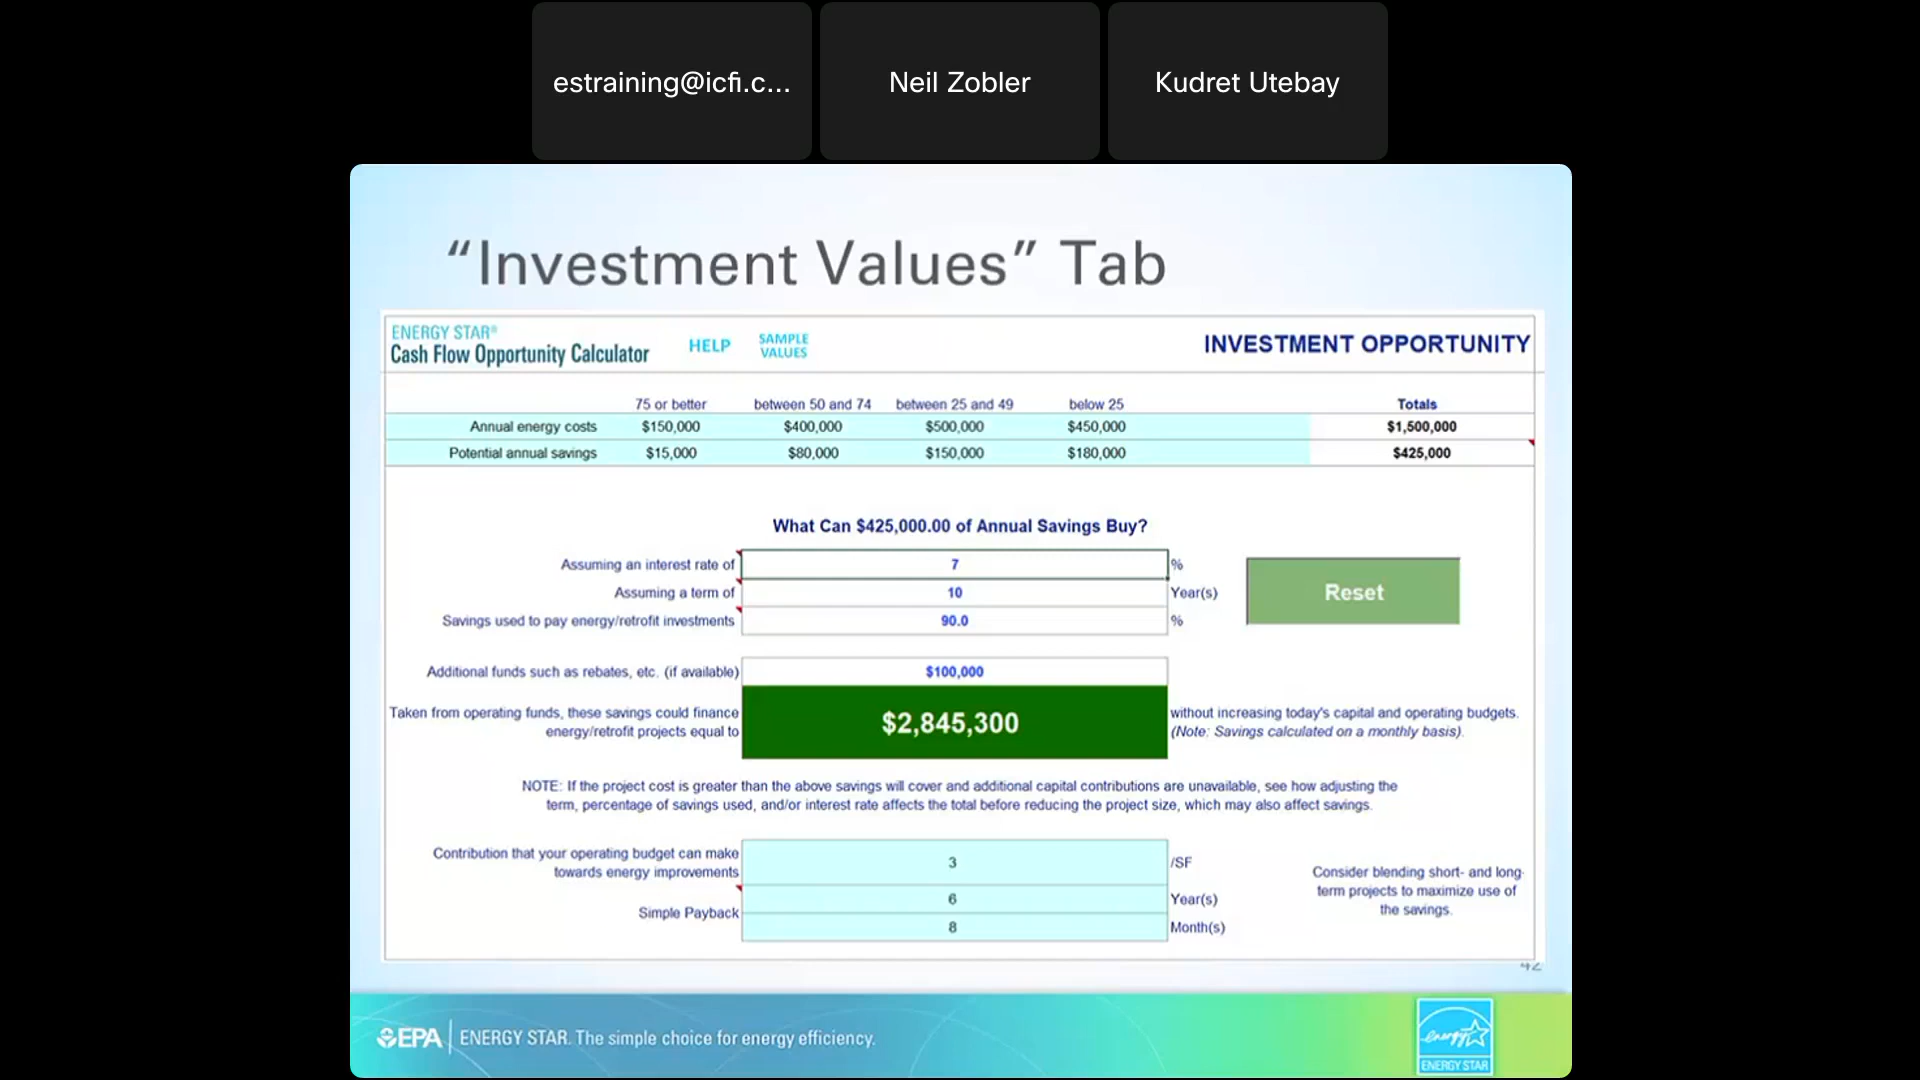 estraining@icfi.c...
Neil Zobler
Kudret Utebay
“Investment Values” Tab
ENERGY STAR®
Cash Flow Opportunity Calculator
HELP
SAMPLE
VALUES
INVESTMENT OPPORTUNITY
75 or better between 50 and 74 between 25 and 49 below 25 Totals
Annual energy costs $150,000 $400,000 $500,000 $450,000 $1,500,000
Potential annual savings $15,000 $80,000 $150,000 $180,000 $425,000
What Can $425,000.00 of Annual Savings Buy?
Assuming an interest rate of 7 %
Assuming a term of 10 Year(s)
Savings used to pay energy/retrofit investments 90.0 %
Reset
Additional funds such as rebates, etc. (if available) $100,000
Taken from operating funds, these savings could finance
energy/retrofit projects equal to
$2,845,300
without increasing today's capital and operating budgets.
(Note: Savings calculated on a monthly basis).
NOTE: If the project cost is greater than the above savings will cover and additional capital contributions are unavailable, see how adjusting the
term, percentage of savings used, and/or interest rate affects the total before reducing the project size, which may also affect savings.
Contribution that your operating budget can make
towards energy improvements
3 /SF
Simple Payback
6 Year(s)
8 Month(s)
Consider blending short- and long-
term projects to maximize use of
the savings.
42
EPA
ENERGY STAR. The simple choice for energy efficiency.
energy
ENERGY STAR